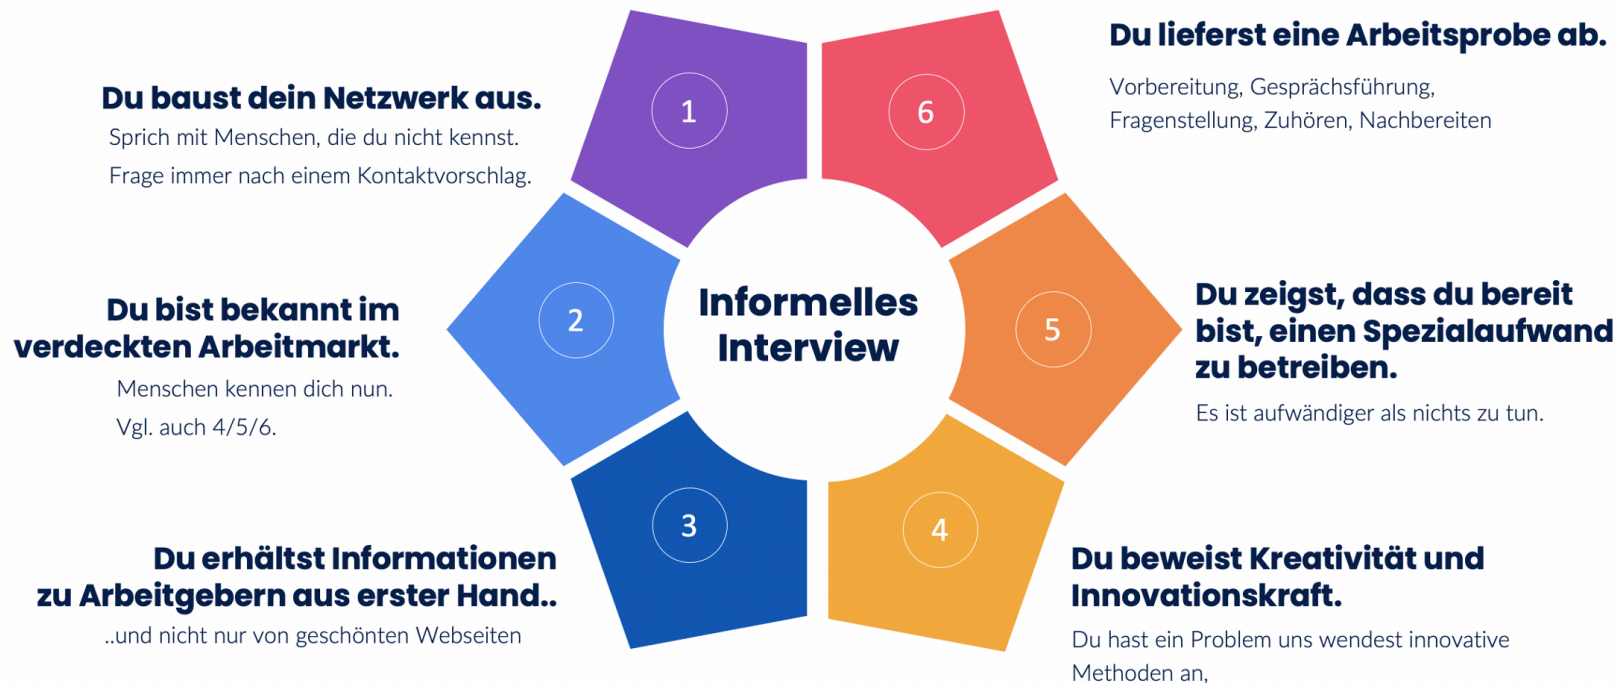 Du baust dein Netzwerk aus.
Sprich mit Menschen, die du nicht kennst.
Frage immer nach einem Kontaktvorschlag.
1
Du bist bekannt im
verdeckten Arbeitmarkt.
Menschen kennen dich nun.
Vgl. auch 4/5/6.
2
Du erhältst Informationen
zu Arbeitgebern aus erster Hand..
..und nicht nur von geschönten Webseiten
3
Informelles
Interview
4
Du beweist Kreativität und
Innovationskraft.
Du hast ein Problem uns wendest innovative
Methoden an,
5
Du zeigst, dass du bereit
bist, einen Spezialaufwand
zu betreiben.
Es ist aufwändiger als nichts zu tun.
6
Du lieferst eine Arbeitsprobe ab.
Vorbereitung, Gesprächsführung,
Fragenstellung, Zuhören, Nachbereiten